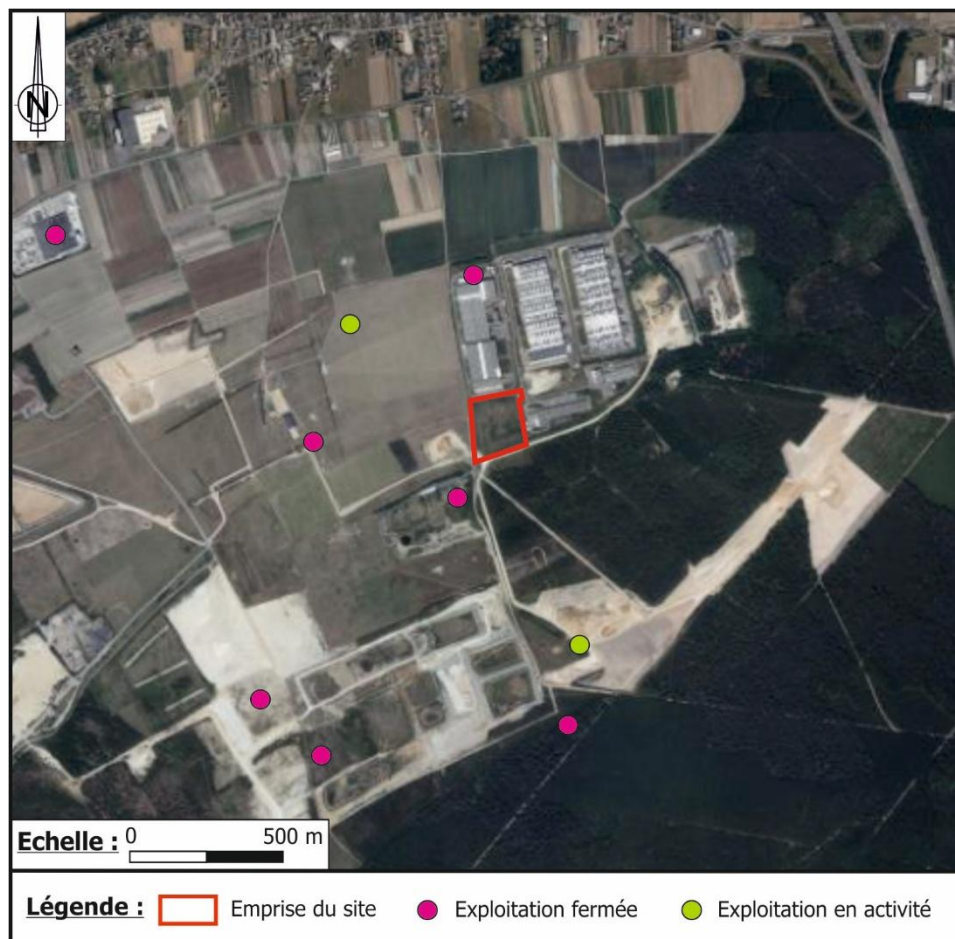 N
Echelle : 0 500 m
Légende : Emprise du site Exploitation fermée Exploitation en activité